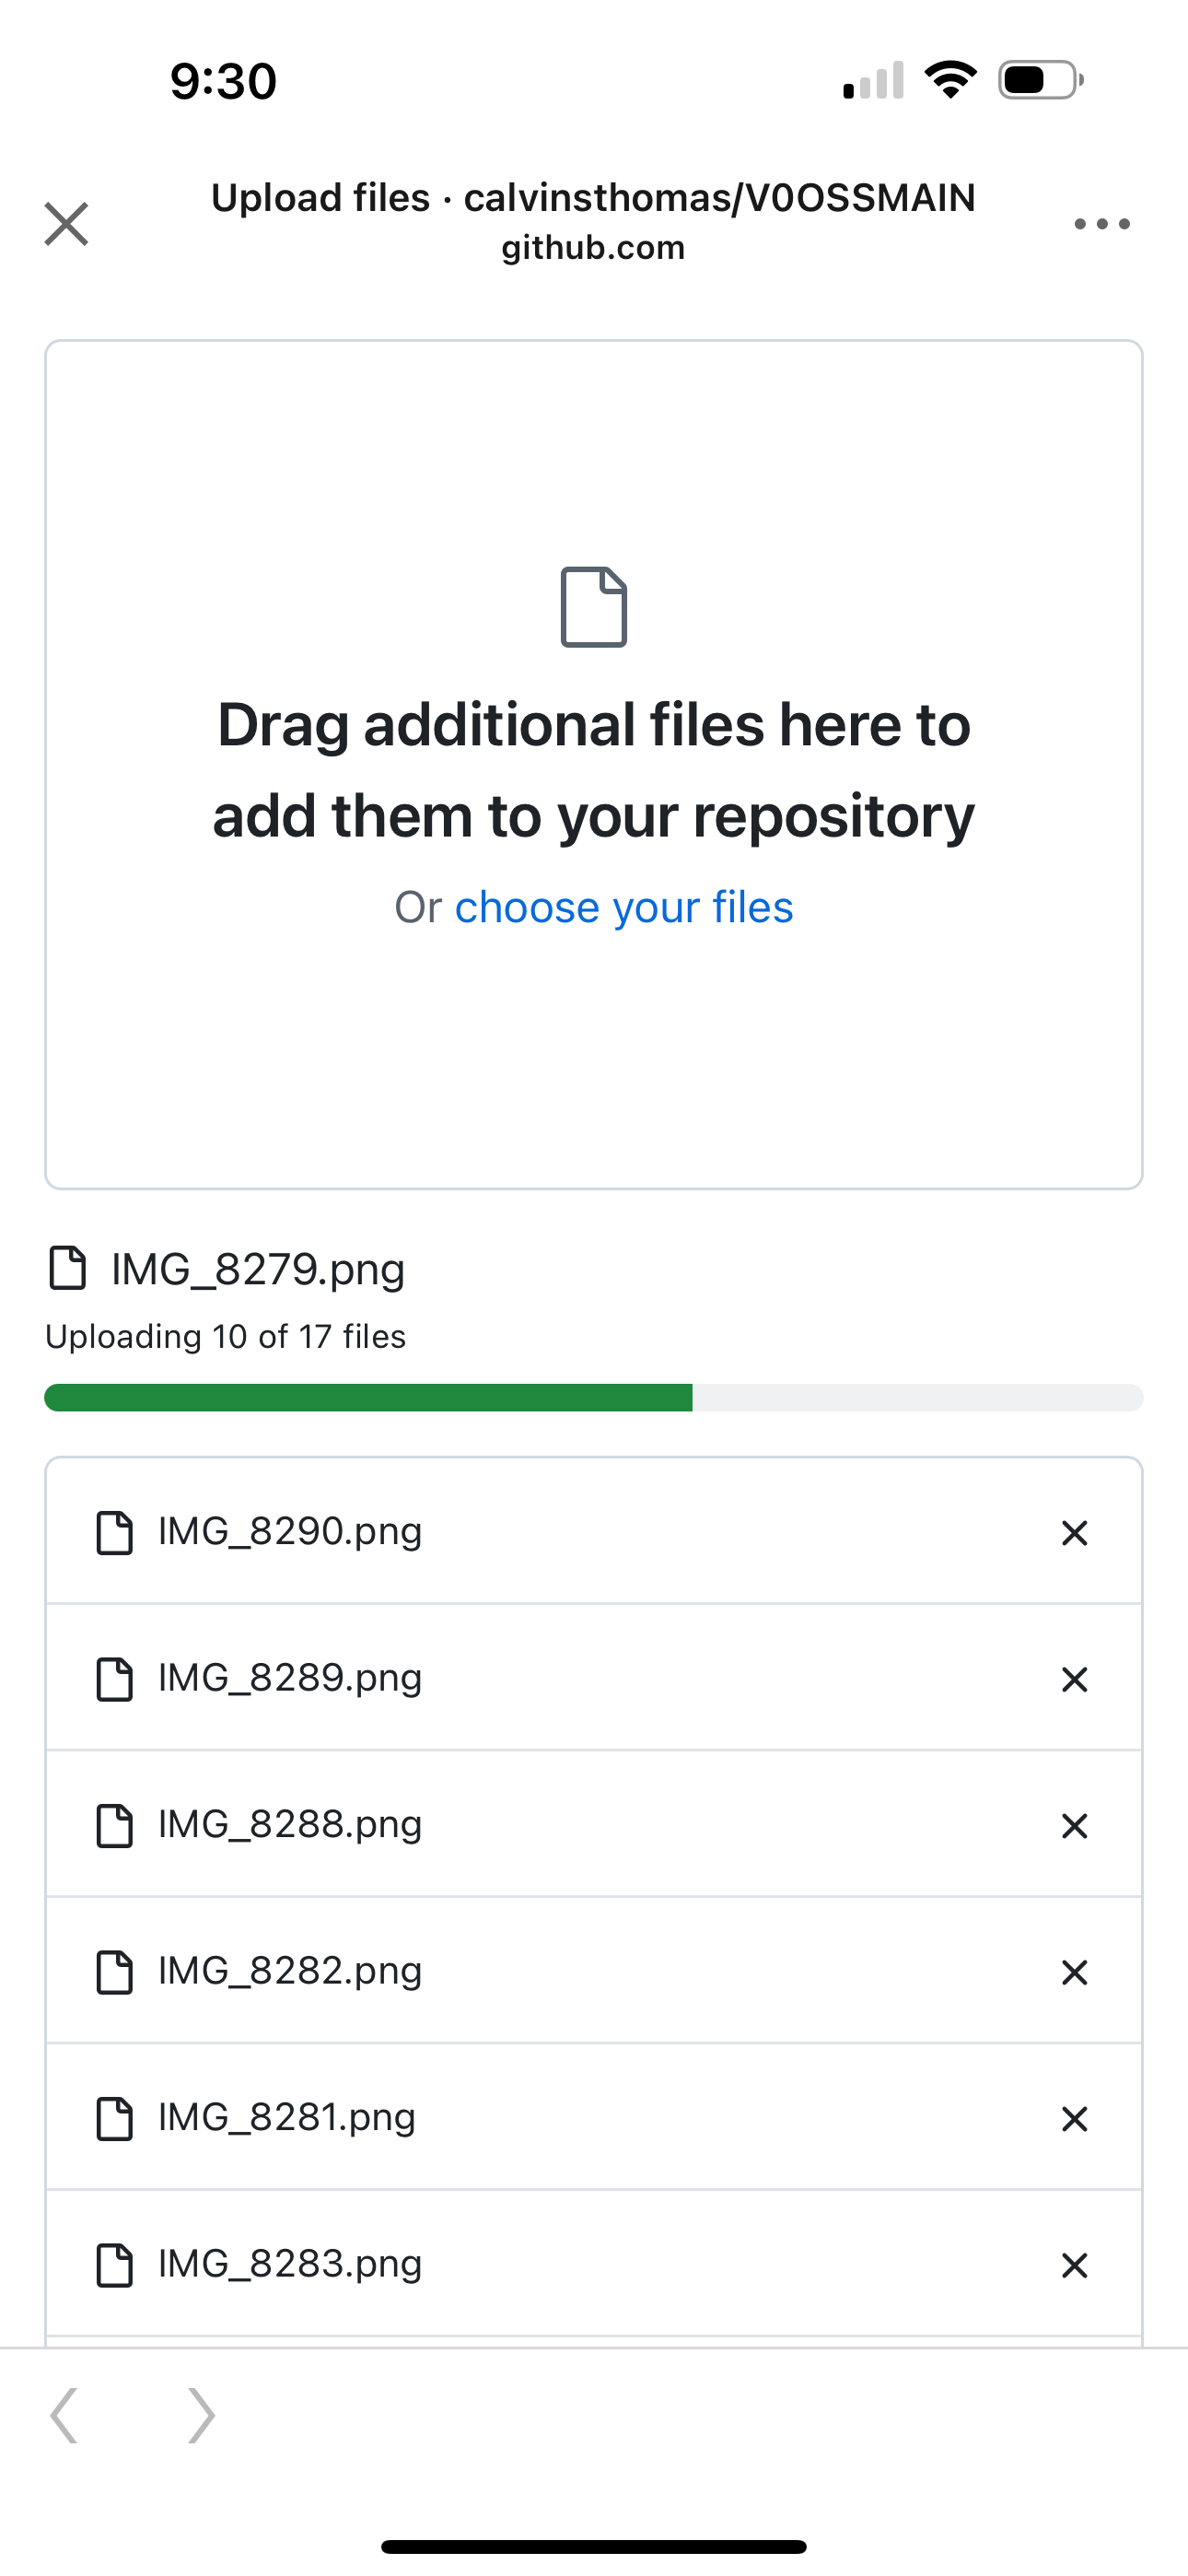 9:30
Upload files · calvinsthomas/V0OSSMAIN
github.com
Drag additional files here to
add them to your repository
Or choose your files
IMG_8279.png
Uploading 10 of 17 files
IMG_8290.png
IMG_8289.png
IMG_8288.png
IMG_8282.png
IMG_8281.png
IMG_8283.png